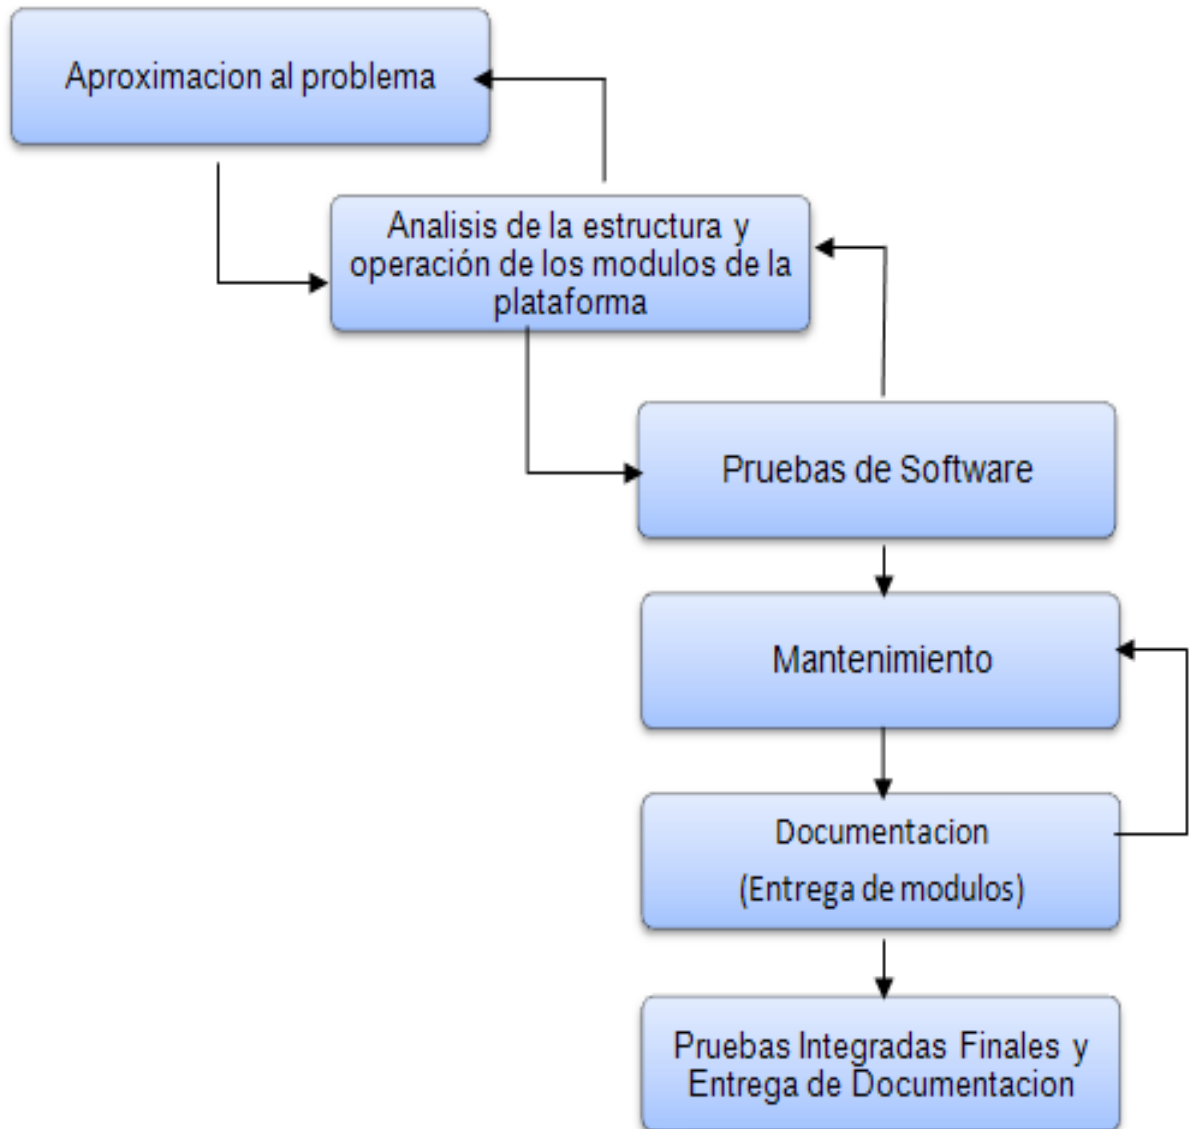 Aproximacion al problema
Analisis de la estructura y
operación de los modulos de la
plataforma
Pruebas de Software
Mantenimiento
Documentacion
(Entrega de modulos)
Pruebas Integradas Finales y
Entrega de Documentacion